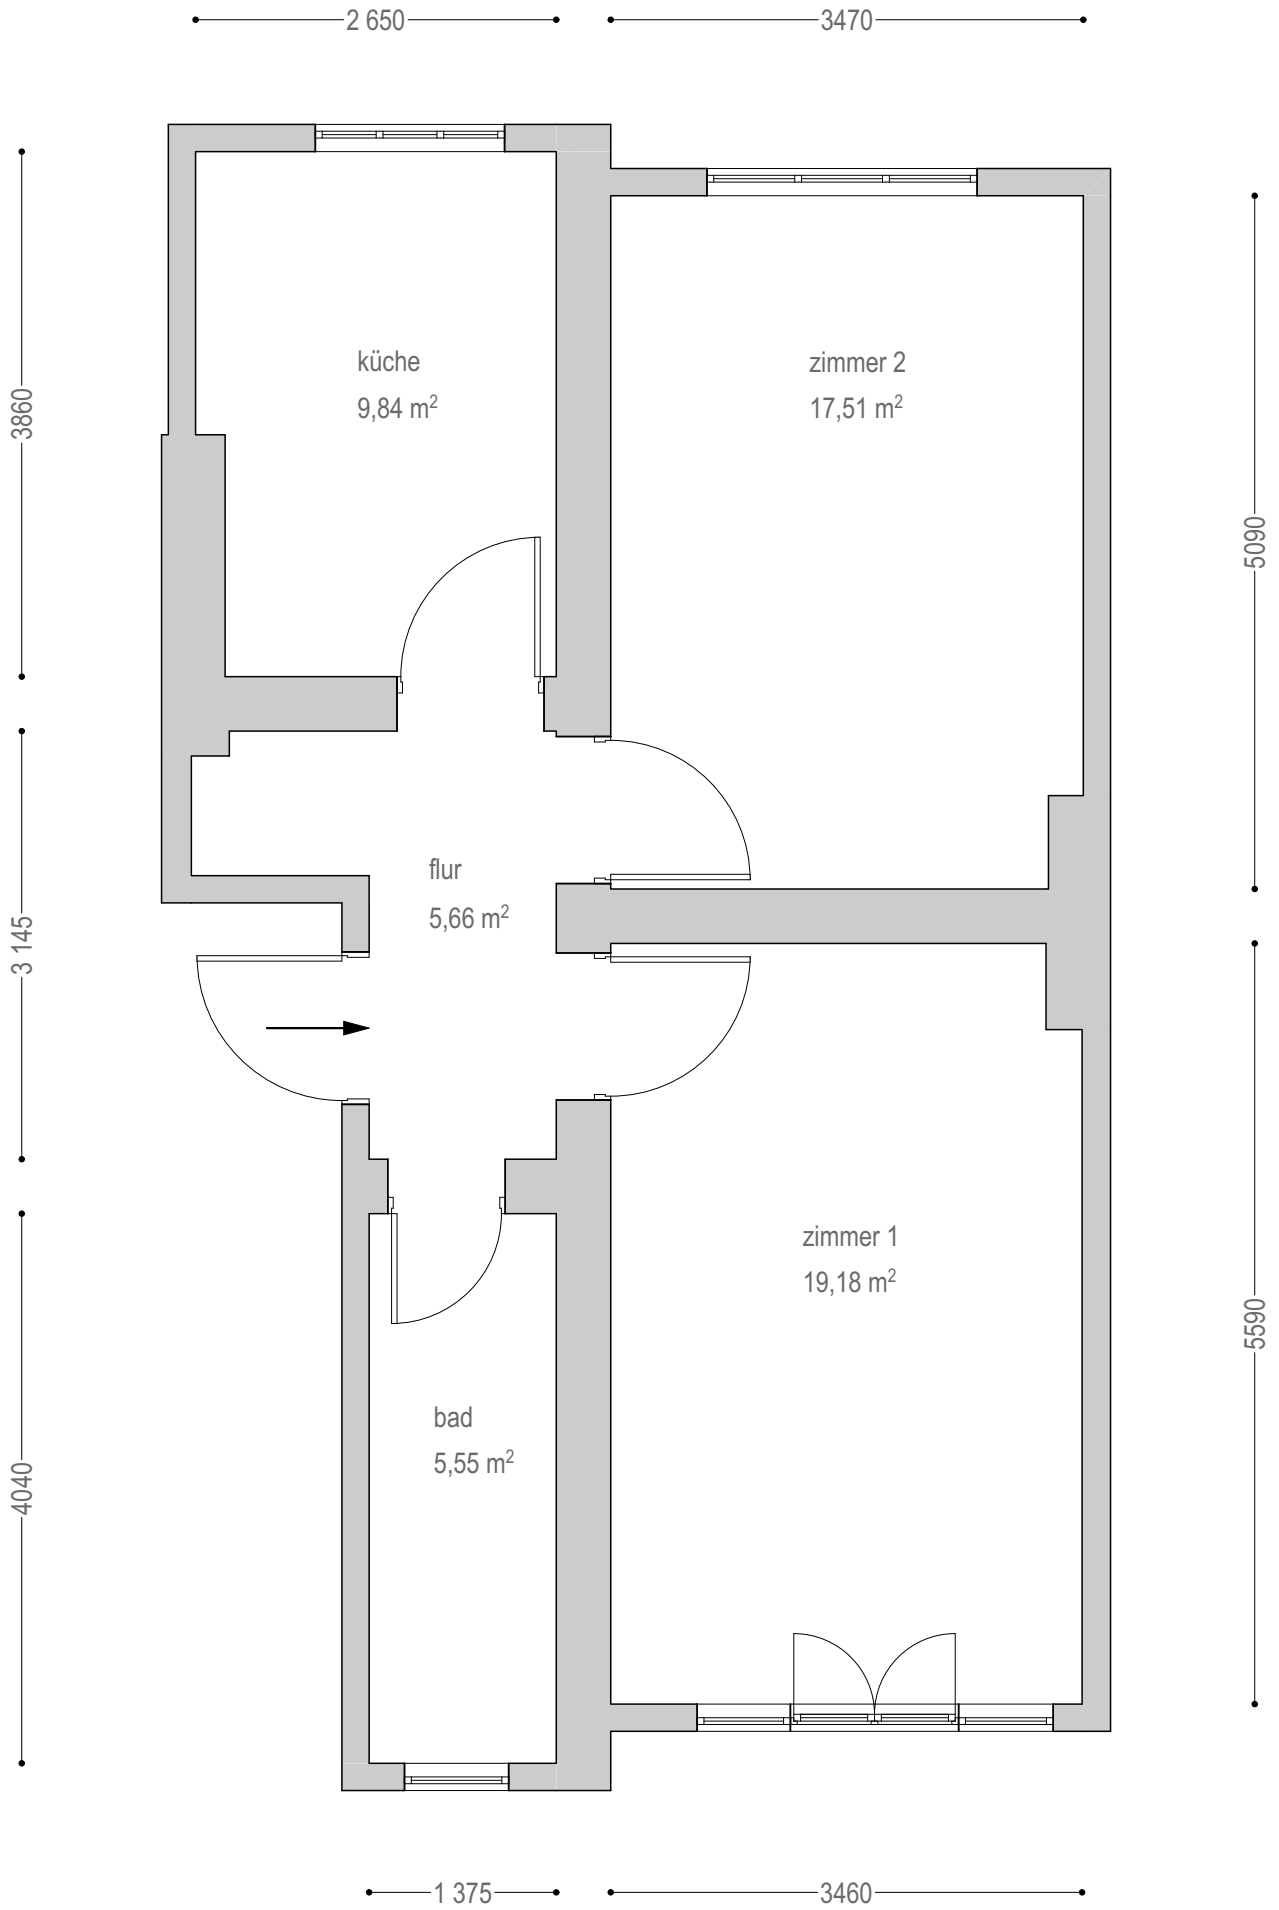 2 650
3470
küche
9,84 m²
zimmer 2
17,51 m²
3860
5090
flur
5,66 m²
3 145
zimmer 1
19,18 m²
5590
bad
5,55 m²
4040
1 375
3460